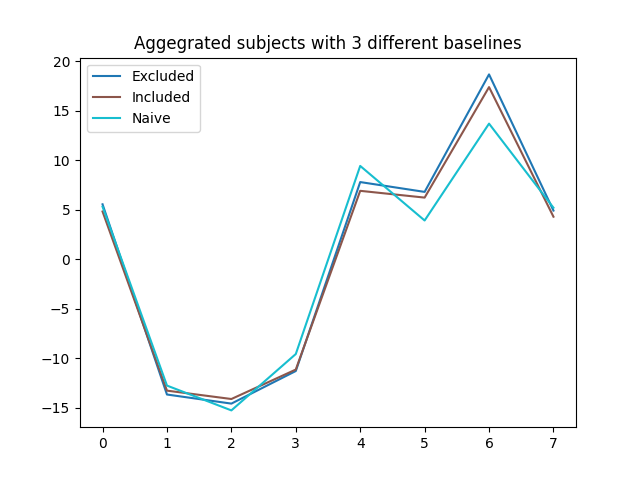 Aggegrated subjects with 3 different baselines
20
15
10
5
0
−5
−10
−15
Excluded
Included
Naive
0 1 2 3 4 5 6 7